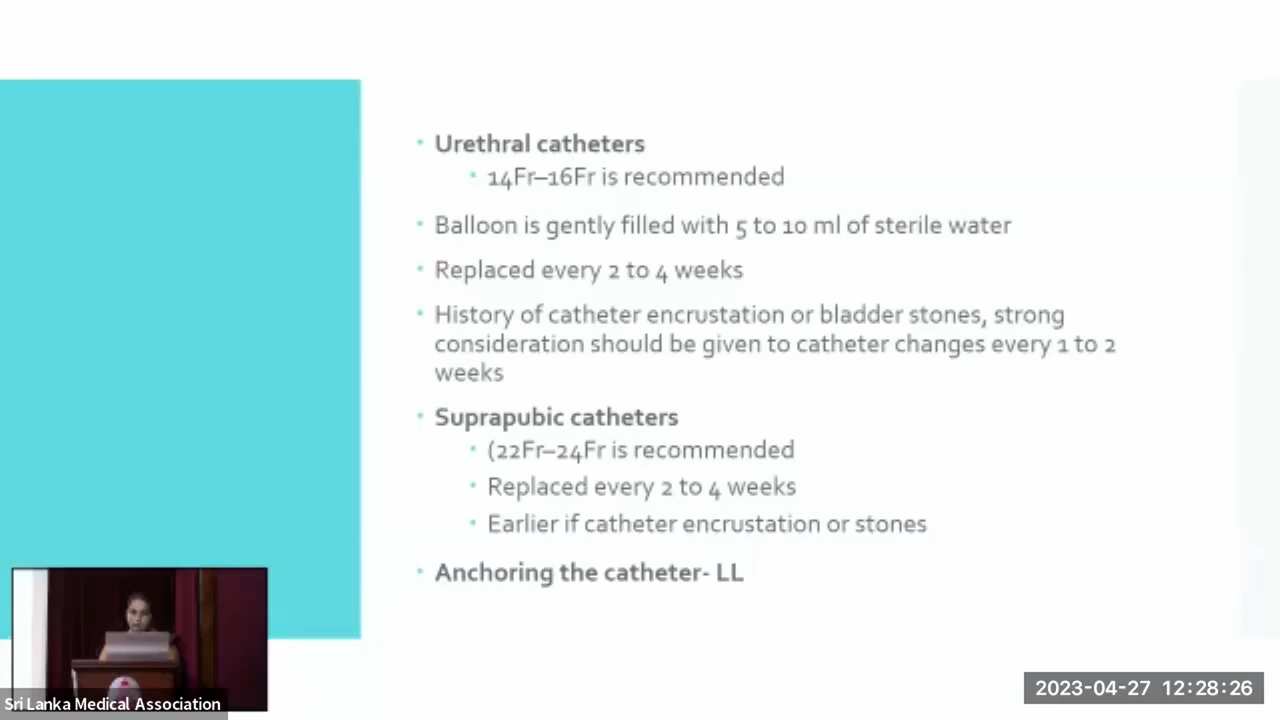 Urethral catheters
14Fr–16Fr is recommended
Balloon is gently filled with 5 to 10 ml of sterile water
Replaced every 2 to 4 weeks
History of catheter encrustation or bladder stones, strong
consideration should be given to catheter changes every 1 to 2
weeks
Suprapubic catheters
(22Fr–24Fr is recommended
Replaced every 2 to 4 weeks
Earlier if catheter encrustation or stones
Anchoring the catheter- LL
Sri Lanka Medical Association
2023-04-27 12:28:26